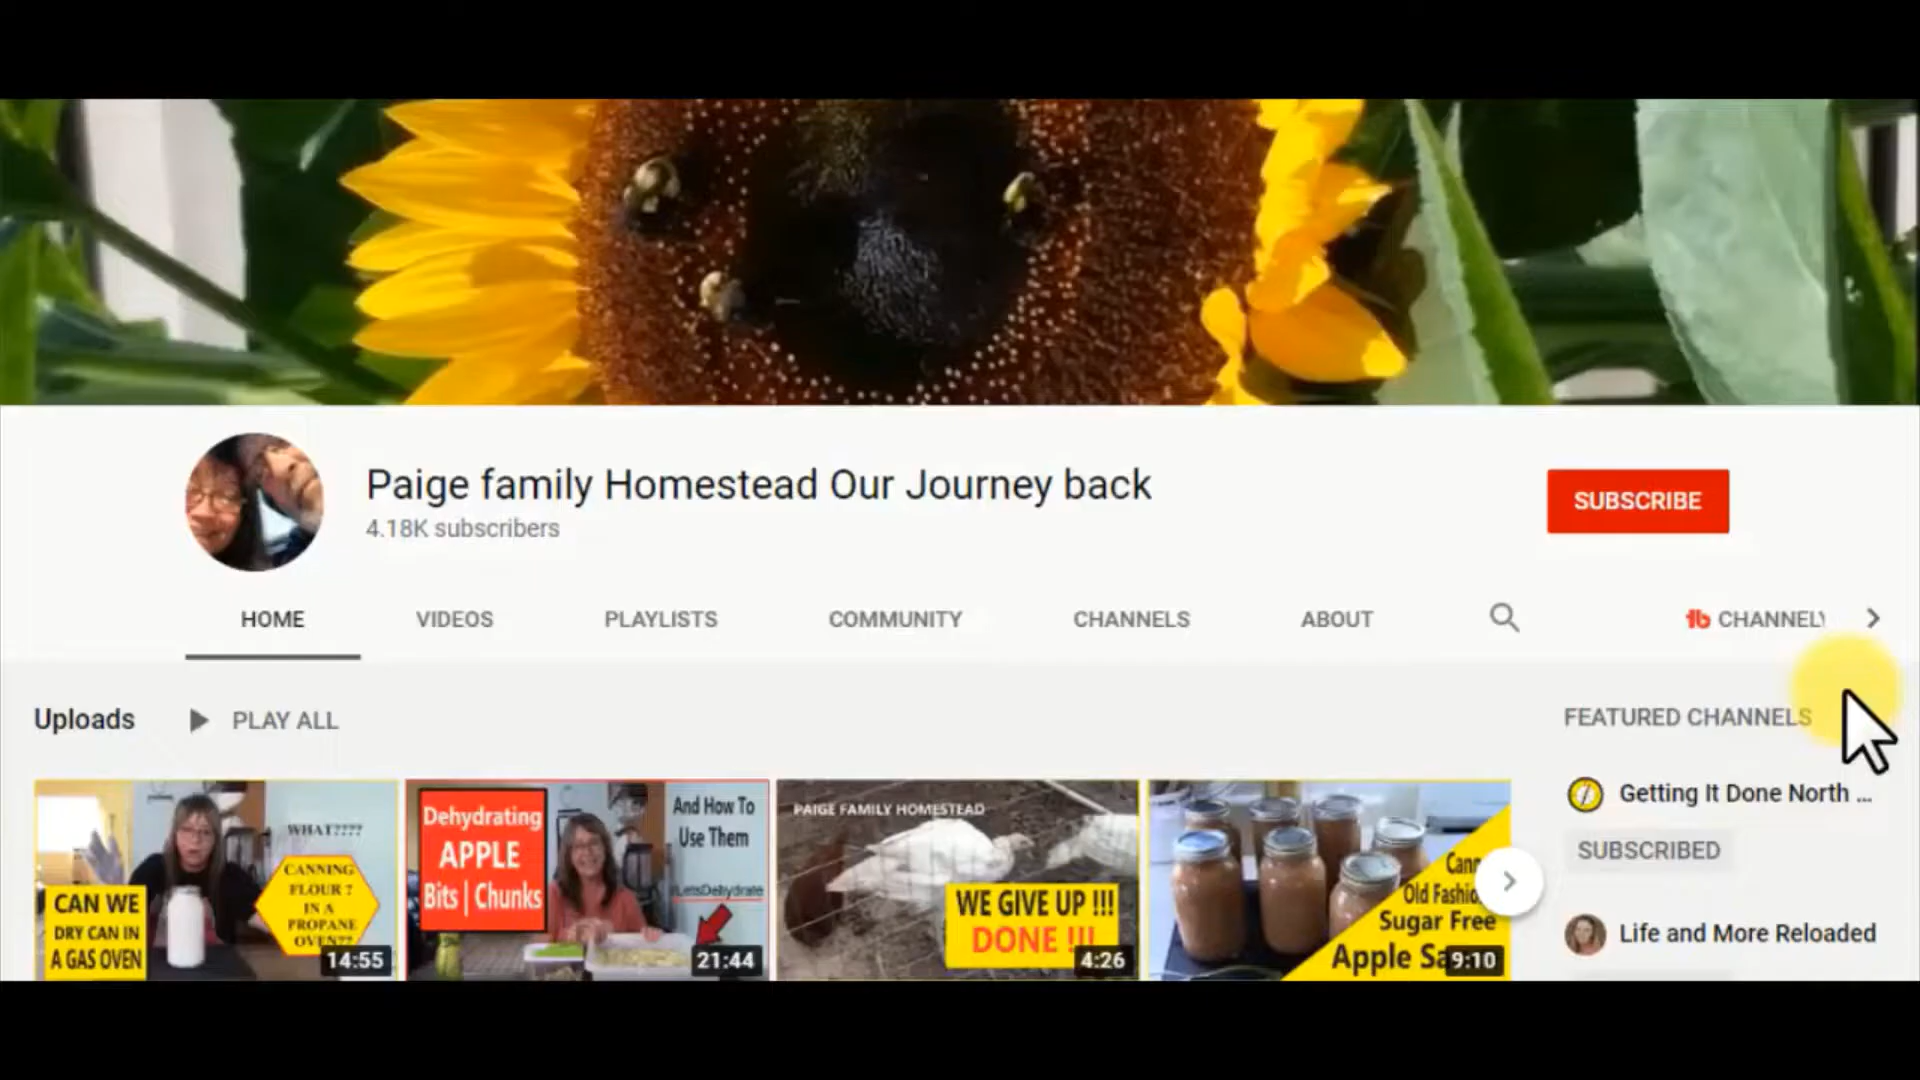 Paige family Homestead Our Journey back
4.18K subscribers
SUBSCRIBE
HOME
VIDEOS
PLAYLISTS
COMMUNITY
CHANNELS
ABOUT
CHANNEL
Uploads
PLAY ALL
FEATURED CHANNELS
WHAT????
CANNING
FLOUR ?
IN A
PROPANE
OVEN??
CAN WE
DRY CAN IN
A GAS OVEN
14:55
Dehydrating
APPLE
Bits | Chunks
And How To
Use Them
LetsDehydrate
21:44
PAIGE FAMILY HOMESTEAD
WE GIVE UP !!!
DONE !!!
4:26
Old Fashio
Sugar Free
Apple Sa
9:10
Getting It Done North ...
SUBSCRIBED
Life and More Reloaded